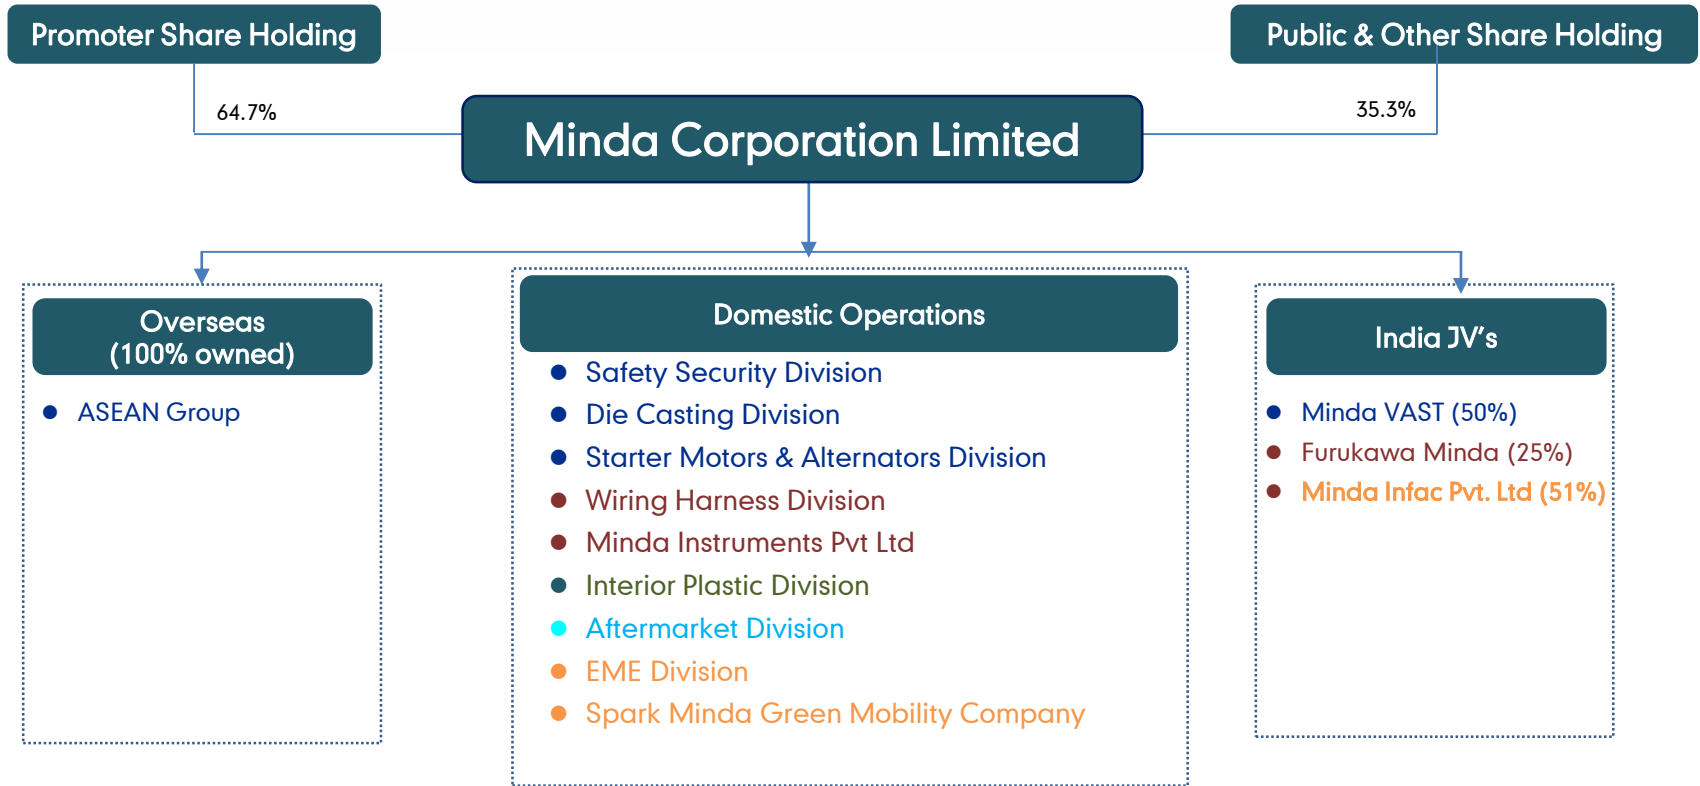 Promoter Share Holding
Public & Other Share Holding
64.7%
35.3%
Minda Corporation Limited
Overseas
(100% owned)
ASEAN Group
Domestic Operations
Safety Security Division
Die Casting Division
Starter Motors & Alternators Division
Wiring Harness Division
Minda Instruments Pvt Ltd
Interior Plastic Division
Aftermarket Division
EME Division
Spark Minda Green Mobility Company
India JV's
Minda VAST (50%)
Furukawa Minda (25%)
Minda Infac Pvt. Ltd (51%)